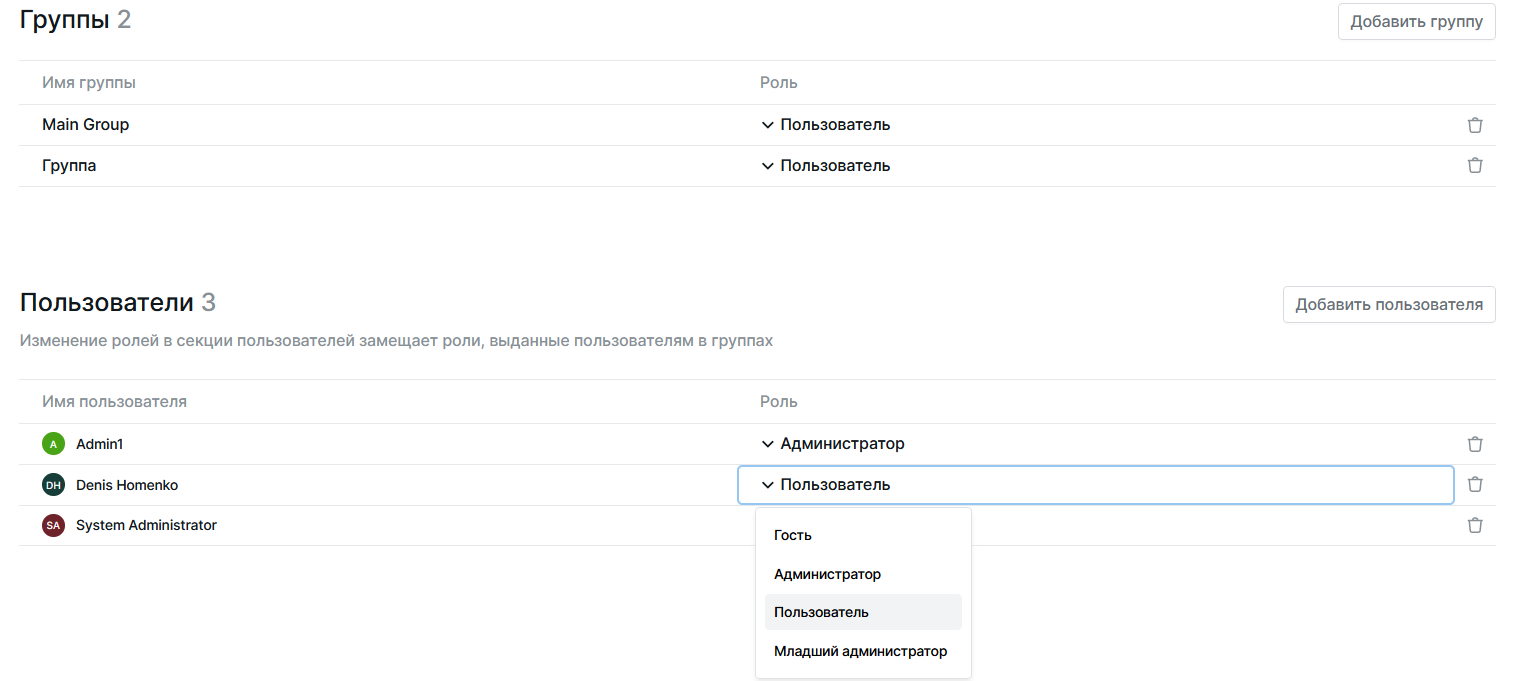 Группы 2
Добавить группу
Имя группы Роль
Main Group Пользователь
Группа Пользователь
Пользователи 3
Добавить пользователя
Изменение ролей в секции пользователей замещает роли, выданные пользователям в группах
Имя пользователя Роль
A Admin1 Администратор
DH Denis Homenko Пользователь
SA System Administrator
Гость
Администратор
Пользователь
Младший администратор